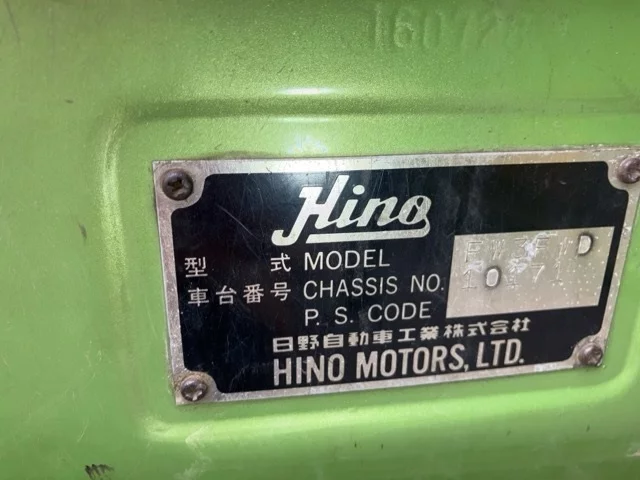 Hino
型 式 MODEL
車台番号 CHASSIS NO.
P. S. CODE
日野自動車工業株式会社
HINO MOTORS, LTD.